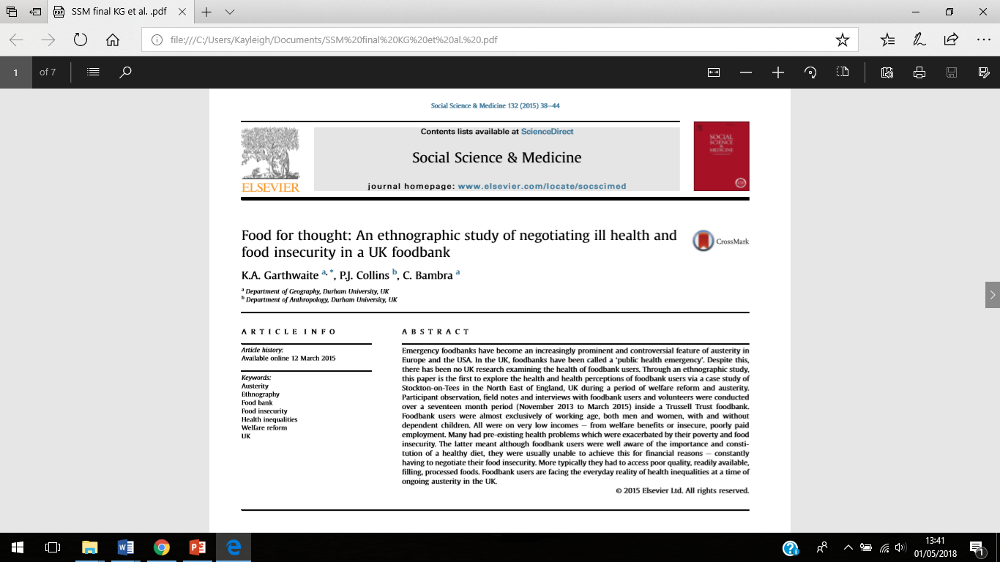 SSM final KG et al. .pdf
file:///C:/Users/Kayleigh/Documents/SSM%20final%20KG%20et%20al.%20.pdf
1 of 7
Social Science & Medicine 132 (2015) 38–44
Contents lists available at ScienceDirect
Social Science & Medicine
journal homepage: www.elsevier.com/locate/socscimed
ELSEVIER
SOCIAL
SCIENCE
&
MEDICINE
Food for thought: An ethnographic study of negotiating ill health and
food insecurity in a UK foodbank
CrossMark
K.A. Garthwaite a, *, P.J. Collins b, C. Bambra a
a Department of Geography, Durham University, UK
b Department of Anthropology, Durham University, UK
ARTICLE INFO
Article history:
Available online 12 March 2015
Keywords:
Austerity
Ethnography
Food bank
Food insecurity
Health inequalities
Welfare reform
UK
ABSTRACT
Emergency foodbanks have become an increasingly prominent and controversial feature of austerity in
Europe and the USA. In the UK, foodbanks have been called a 'public health emergency'. Despite this,
there has been no UK research examining the health of foodbank users. Through an ethnographic study,
this paper is the first to explore the health and health perceptions of foodbank users via a case study of
Stockton-on-Tees in the North East of England, UK during a period of welfare reform and austerity.
Participant observation, field notes and interviews with foodbank users and volunteers were conducted
over a seventeen month period (November 2013 to March 2015) inside a Trussell Trust foodbank.
Foodbank users were almost exclusively of working age, both men and women, with and without
dependent children. All were on very low incomes – from welfare benefits or insecure, poorly paid
employment. Many had pre-existing health problems which were exacerbated by their poverty and food
insecurity. The latter meant although foodbank users were well aware of the importance and consti-
tution of a healthy diet, they were usually unable to achieve this for financial reasons – constantly
having to negotiate their food insecurity. More typically they had to access poor quality, readily available,
filling, processed foods. Foodbank users are facing the everyday reality of health inequalities at a time of
ongoing austerity in the UK.
© 2015 Elsevier Ltd. All rights reserved.
13:41
01/05/2018
1